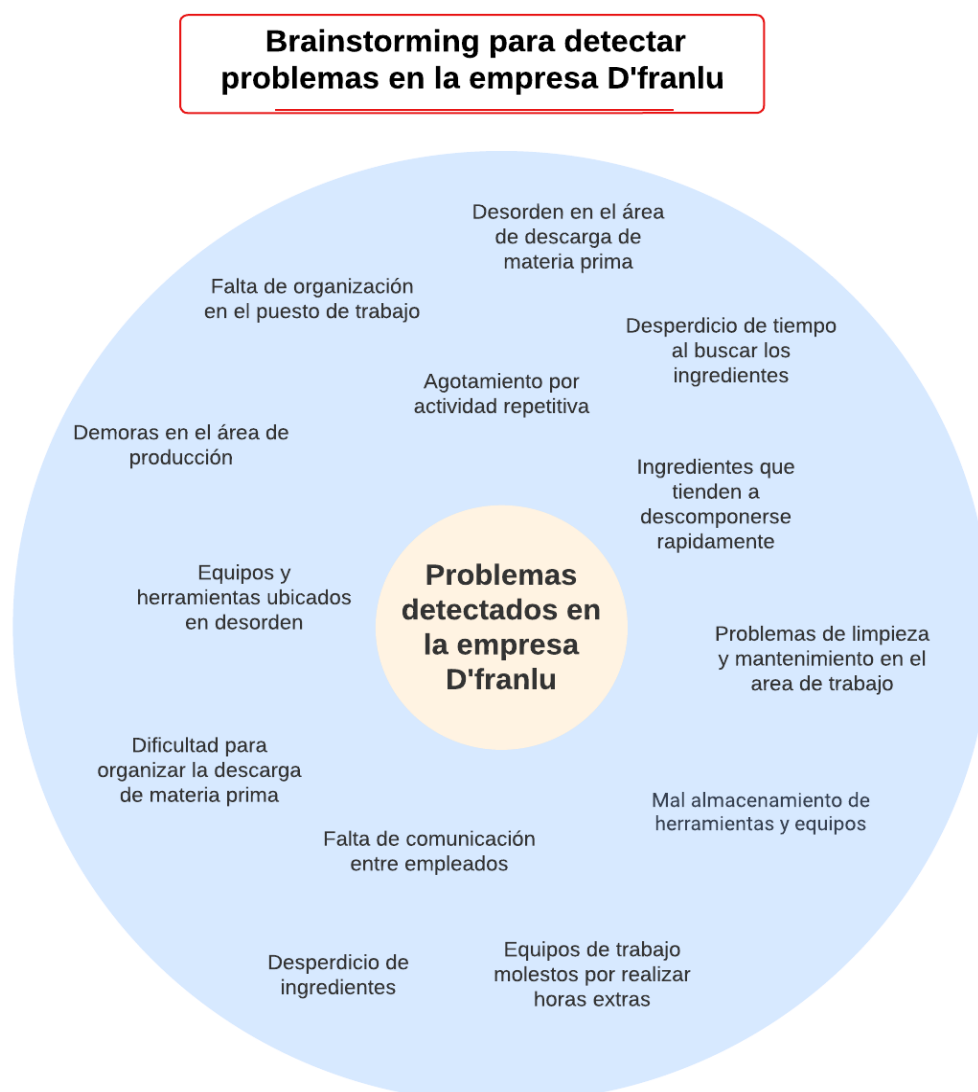 Brainstorming para detectar
problemas en la empresa D'franlu
Desorden en el área
de descarga de
materia prima
Falta de organización
en el puesto de trabajo
Desperdicio de tiempo
al buscar los
ingredientes
Agotamiento por
actividad repetitiva
Demoras en el área de
producción
Ingredientes que
tienden a
descomponerse
rapidamente
Equipos y
herramientas ubicados
en desorden
Problemas
detectados en
la empresa
D'franlu
Problemas de limpieza
y mantenimiento en el
area de trabajo
Dificultad para
organizar la descarga
de materia prima
Mal almacenamiento de
herramientas y equipos
Falta de comunicación
entre empleados
Desperdicio de
ingredientes
Equipos de trabajo
molestos por realizar
horas extras